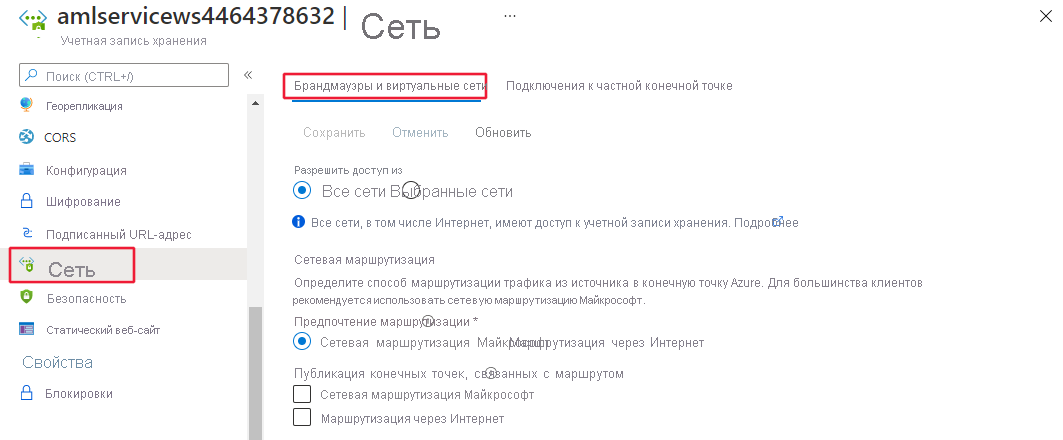 amlservicews4464378632 | Сеть ...
Учетная запись хранения
Поиск (CTRL+/)
Георепликация
CORS
Конфигурация
Шифрование
Подписанный URL-адрес
Сеть
Безопасность
Статический веб-сайт
Свойства
Блокировки
Брандмауэры и виртуальные сети Подключения к частной конечной точке
Сохранить Отменить Обновить
Разрешить доступ из
Все сети Выбранные сети
Все сети, в том числе Интернет, имеют доступ к учетной записи хранения. Подробнее
Сетевая маршрутизация
Определите способ маршрутизации трафика из источника в конечную точку Azure. Для большинства клиентов
рекомендуется использовать сетевую маршрутизацию Майкрософт.
Предпочтение маршрутизации *
Сетевая маршрутизация Майкрософт Маршрутизация через Интернет
Публикация конечных точек, связанных с маршрутом
Сетевая маршрутизация Майкрософт
Маршрутизация через Интернет